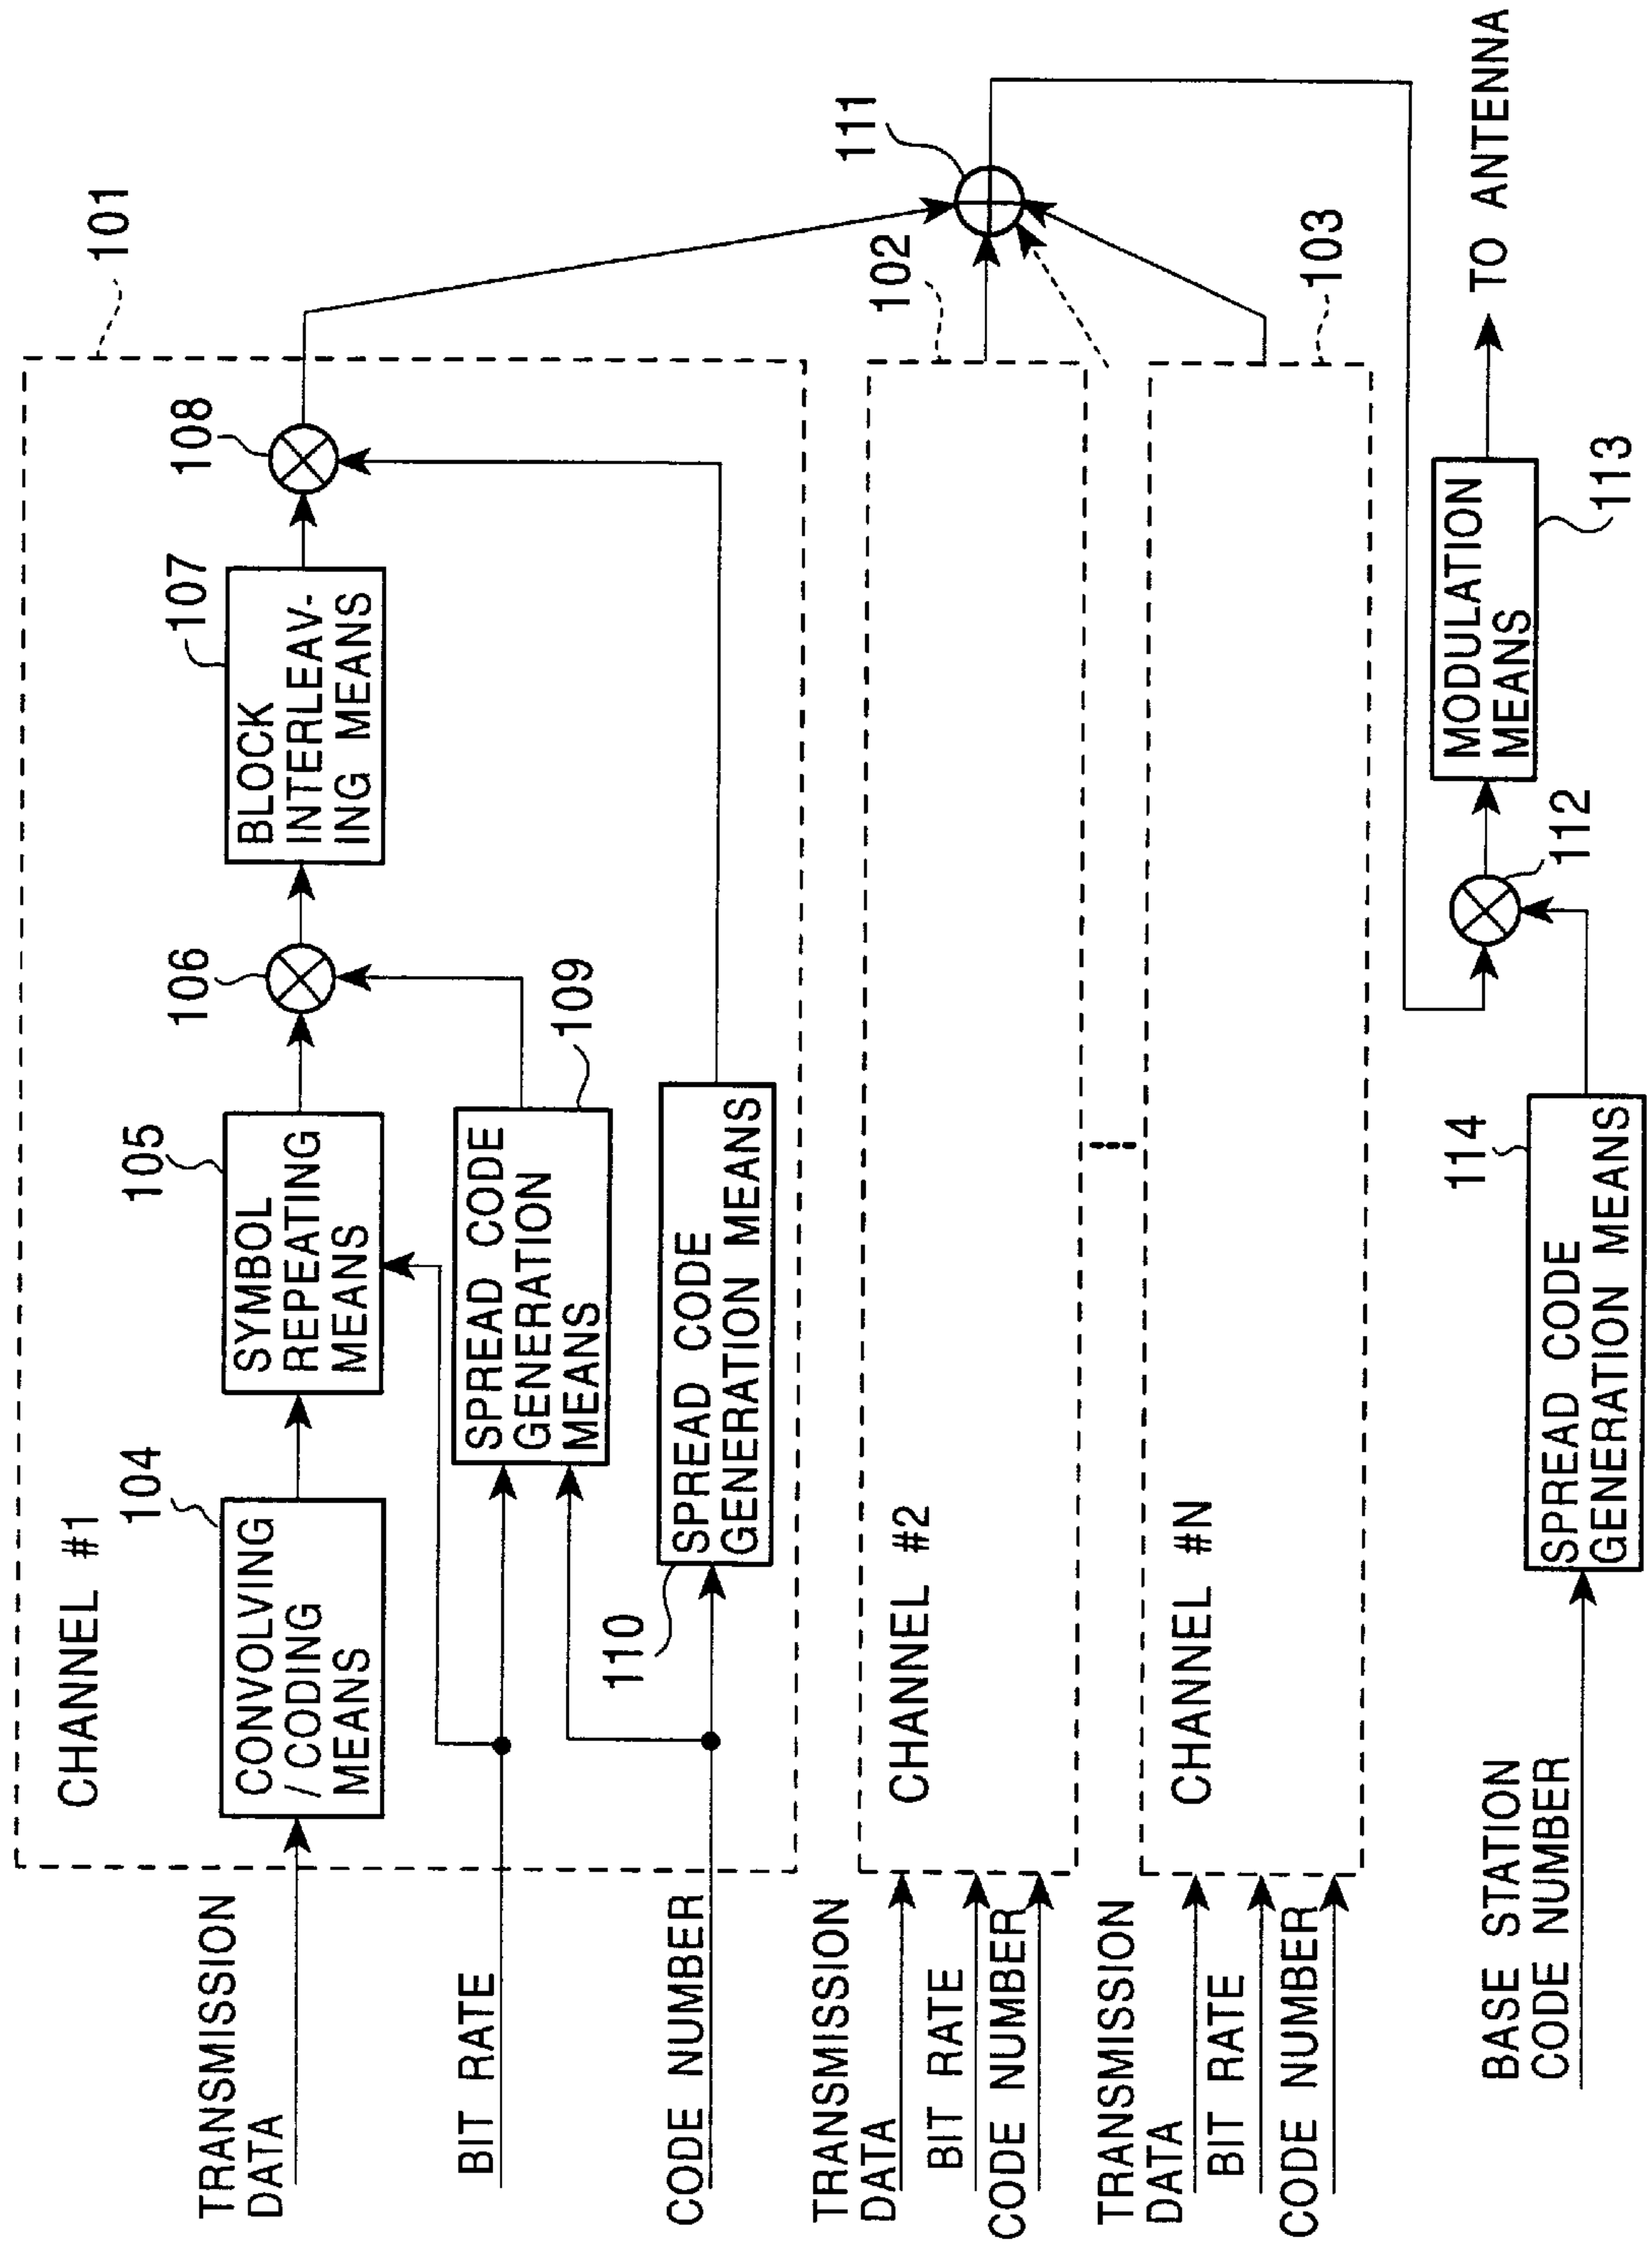 CHANNEL #1
101
TRANSMISSION
DATA
104
CONVOLVING
/ CODING
MEANS
105
SYMBOL
REPEATING
MEANS
106
107
BLOCK
INTERLEAV-
ING MEANS
108
BIT RATE
SPREAD CODE
GENERATION
MEANS
109
CODE NUMBER
110
SPREAD CODE
GENERATION MEANS
111
TRANSMISSION
DATA
BIT RATE
CODE NUMBER
CHANNEL #2
102
TRANSMISSION
DATA
BIT RATE
CODE NUMBER
CHANNEL #N
103
BASE STATION
CODE NUMBER
114
SPREAD CODE
GENERATION MEANS
112
MODULATION
MEANS
113
TO ANTENNA